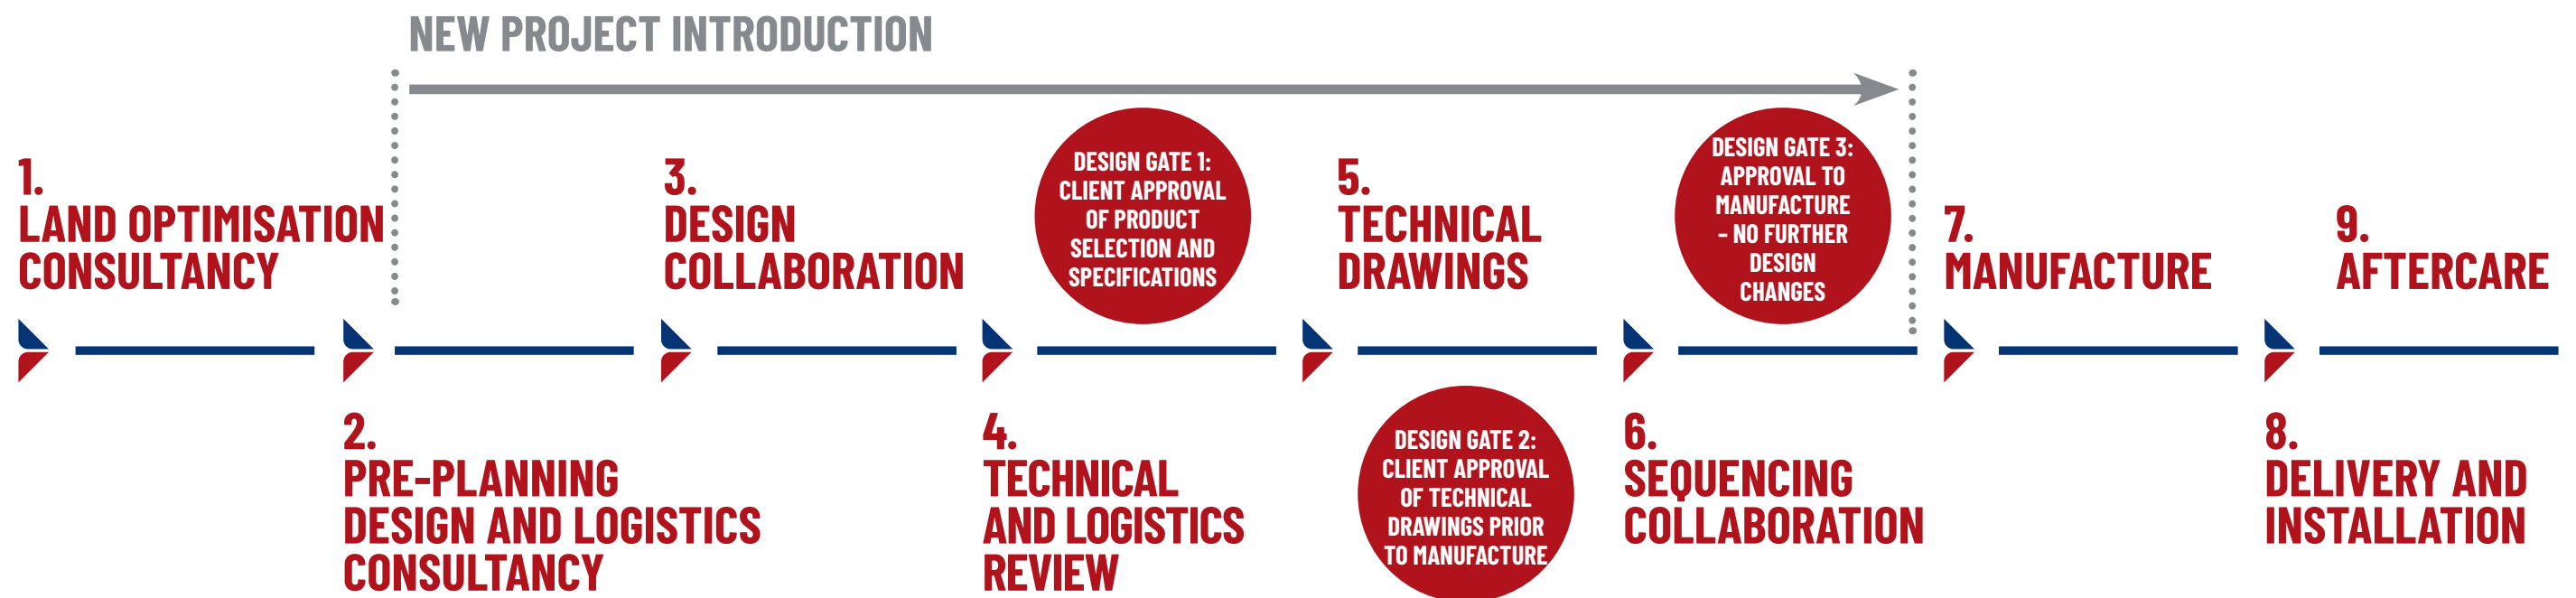 NEW PROJECT INTRODUCTION
1.
LAND OPTIMISATION
CONSULTANCY
2.
PRE-PLANNING
DESIGN AND LOGISTICS
CONSULTANCY
3.
DESIGN
COLLABORATION
4.
TECHNICAL
AND LOGISTICS
REVIEW
DESIGN GATE 1:
CLIENT APPROVAL
OF PRODUCT
SELECTION AND
SPECIFICATIONS
5.
TECHNICAL
DRAWINGS
DESIGN GATE 2:
CLIENT APPROVAL
OF TECHNICAL
DRAWINGS PRIOR
TO MANUFACTURE
6.
SEQUENCING
COLLABORATION
DESIGN GATE 3:
APPROVAL TO
MANUFACTURE
– NO FURTHER
DESIGN
CHANGES
7.
MANUFACTURE
8.
DELIVERY AND
INSTALLATION
9.
AFTERCARE